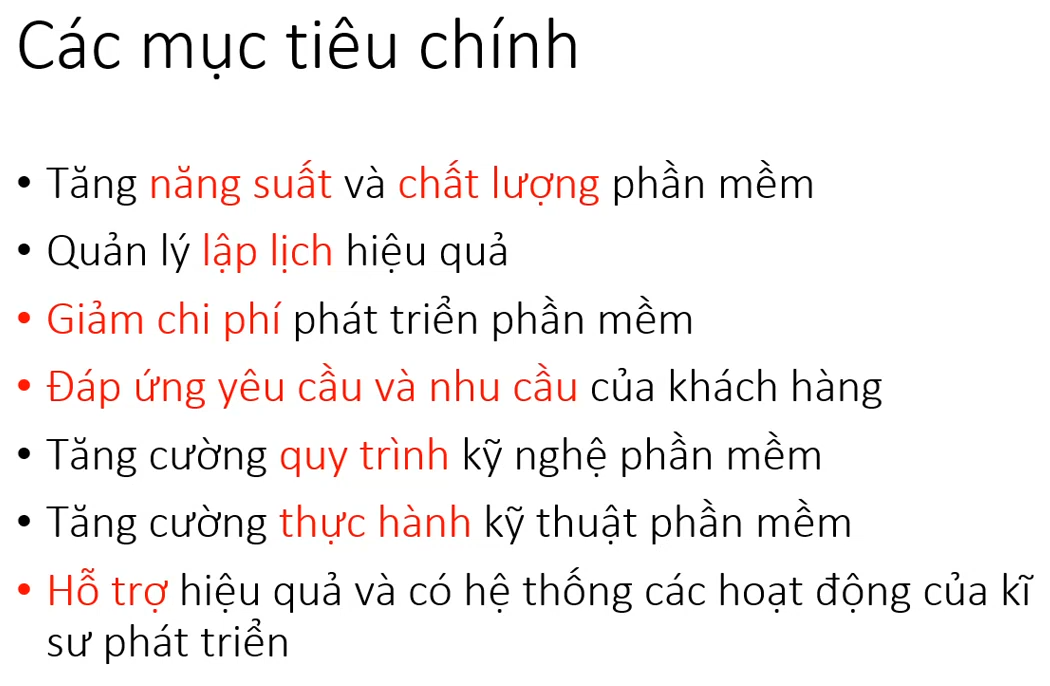 Các mục tiêu chính
• Tăng năng suất và chất lượng phần mềm
• Quản lý lập lịch hiệu quả
• Giảm chi phí phát triển phần mềm
• Đáp ứng yêu cầu và nhu cầu của khách hàng
• Tăng cường quy trình kỹ nghệ phần mềm
• Tăng cường thực hành kỹ thuật phần mềm
• Hỗ trợ hiệu quả và có hệ thống các hoạt động của kĩ
sư phát triển